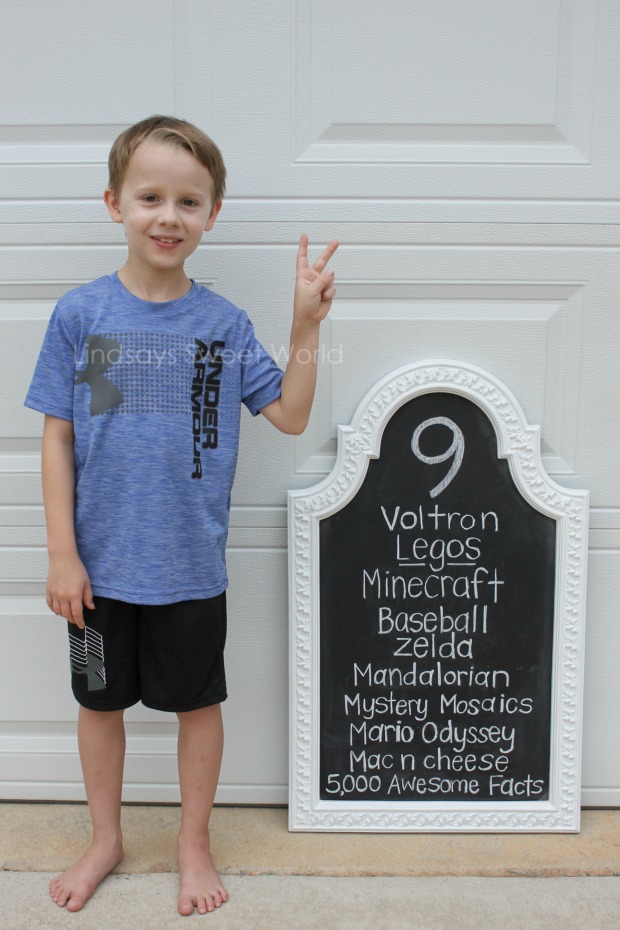 Lindsays Sweet World
UNDER
ARMOUR
9
Voltron
Legos
Minecraft
Baseball
zelda
Mandalorian
Mystery Mosaics
Mario Odyssey
Mac n cheese
5,000 Awesome Facts